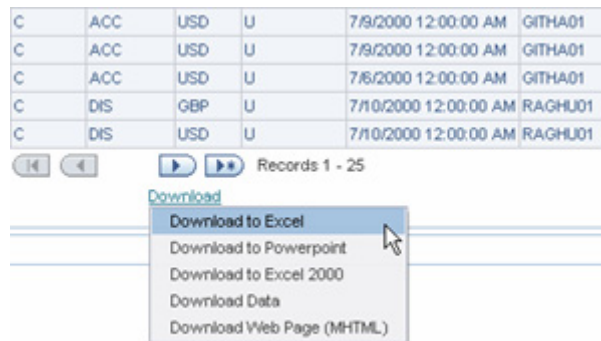 C ACC USD U 7/9/2000 12:00:00 AM GITHA01
C ACC USD U 7/9/2000 12:00:00 AM GITHA01
C ACC USD U 7/6/2000 12:00:00 AM GITHA01
C DIS GBP U 7/10/2000 12:00:00 AM RAGHU01
C DIS USD U 7/10/2000 12:00:00 AM RAGHU01
Records 1 - 25
Download
Download to Excel
Download to Powerpoint
Download to Excel 2000
Download Data
Download Web Page (MHTML)